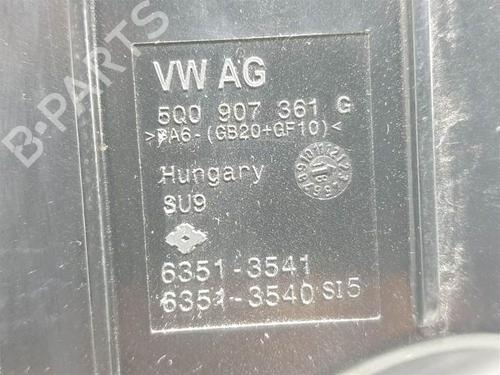 B-PARTS
VW AG
5Q0 907 361 G
>PA6-(GB20+GF10)<
Hungary
SU9
6351-3541
6351-3540 SI5